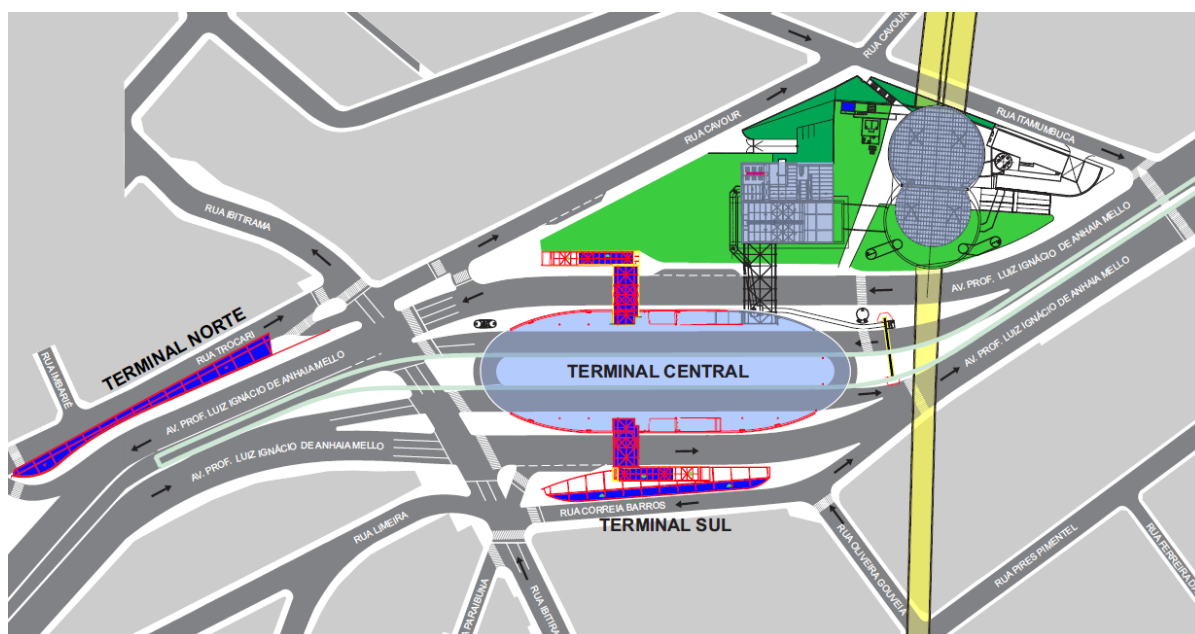 RUA CAVOUR
RUA CAVOUR
RUA ITAMUMBUCA
RUA IBITIRAMA
AV. PROF. LUIZ IGNÁCIO DE ANHAIA MELLO
AV. PROF. LUIZ IGNÁCIO DE ANHAIA MELLO
AV. PROF. LUIZ IGNÁCIO DE ANHAIA MELLO
TERMINAL NORTE
RUA TROCARI
RUA IMBARIÊ
AV. PROF. LUIZ IGNÁCIO DE ANHAIA MELLO
AV. PROF. LUIZ IGNÁCIO DE ANHAIA MELLO
TERMINAL CENTRAL
RUA CORREIA BARROS
TERMINAL SUL
RUA LIMEIRA
RUA PARAIBUNA
RUA IBITIRA
RUA OLIVEIRA GOUVEIA
RUA PIRES PIMENTEL
RUA FERREIRA DA